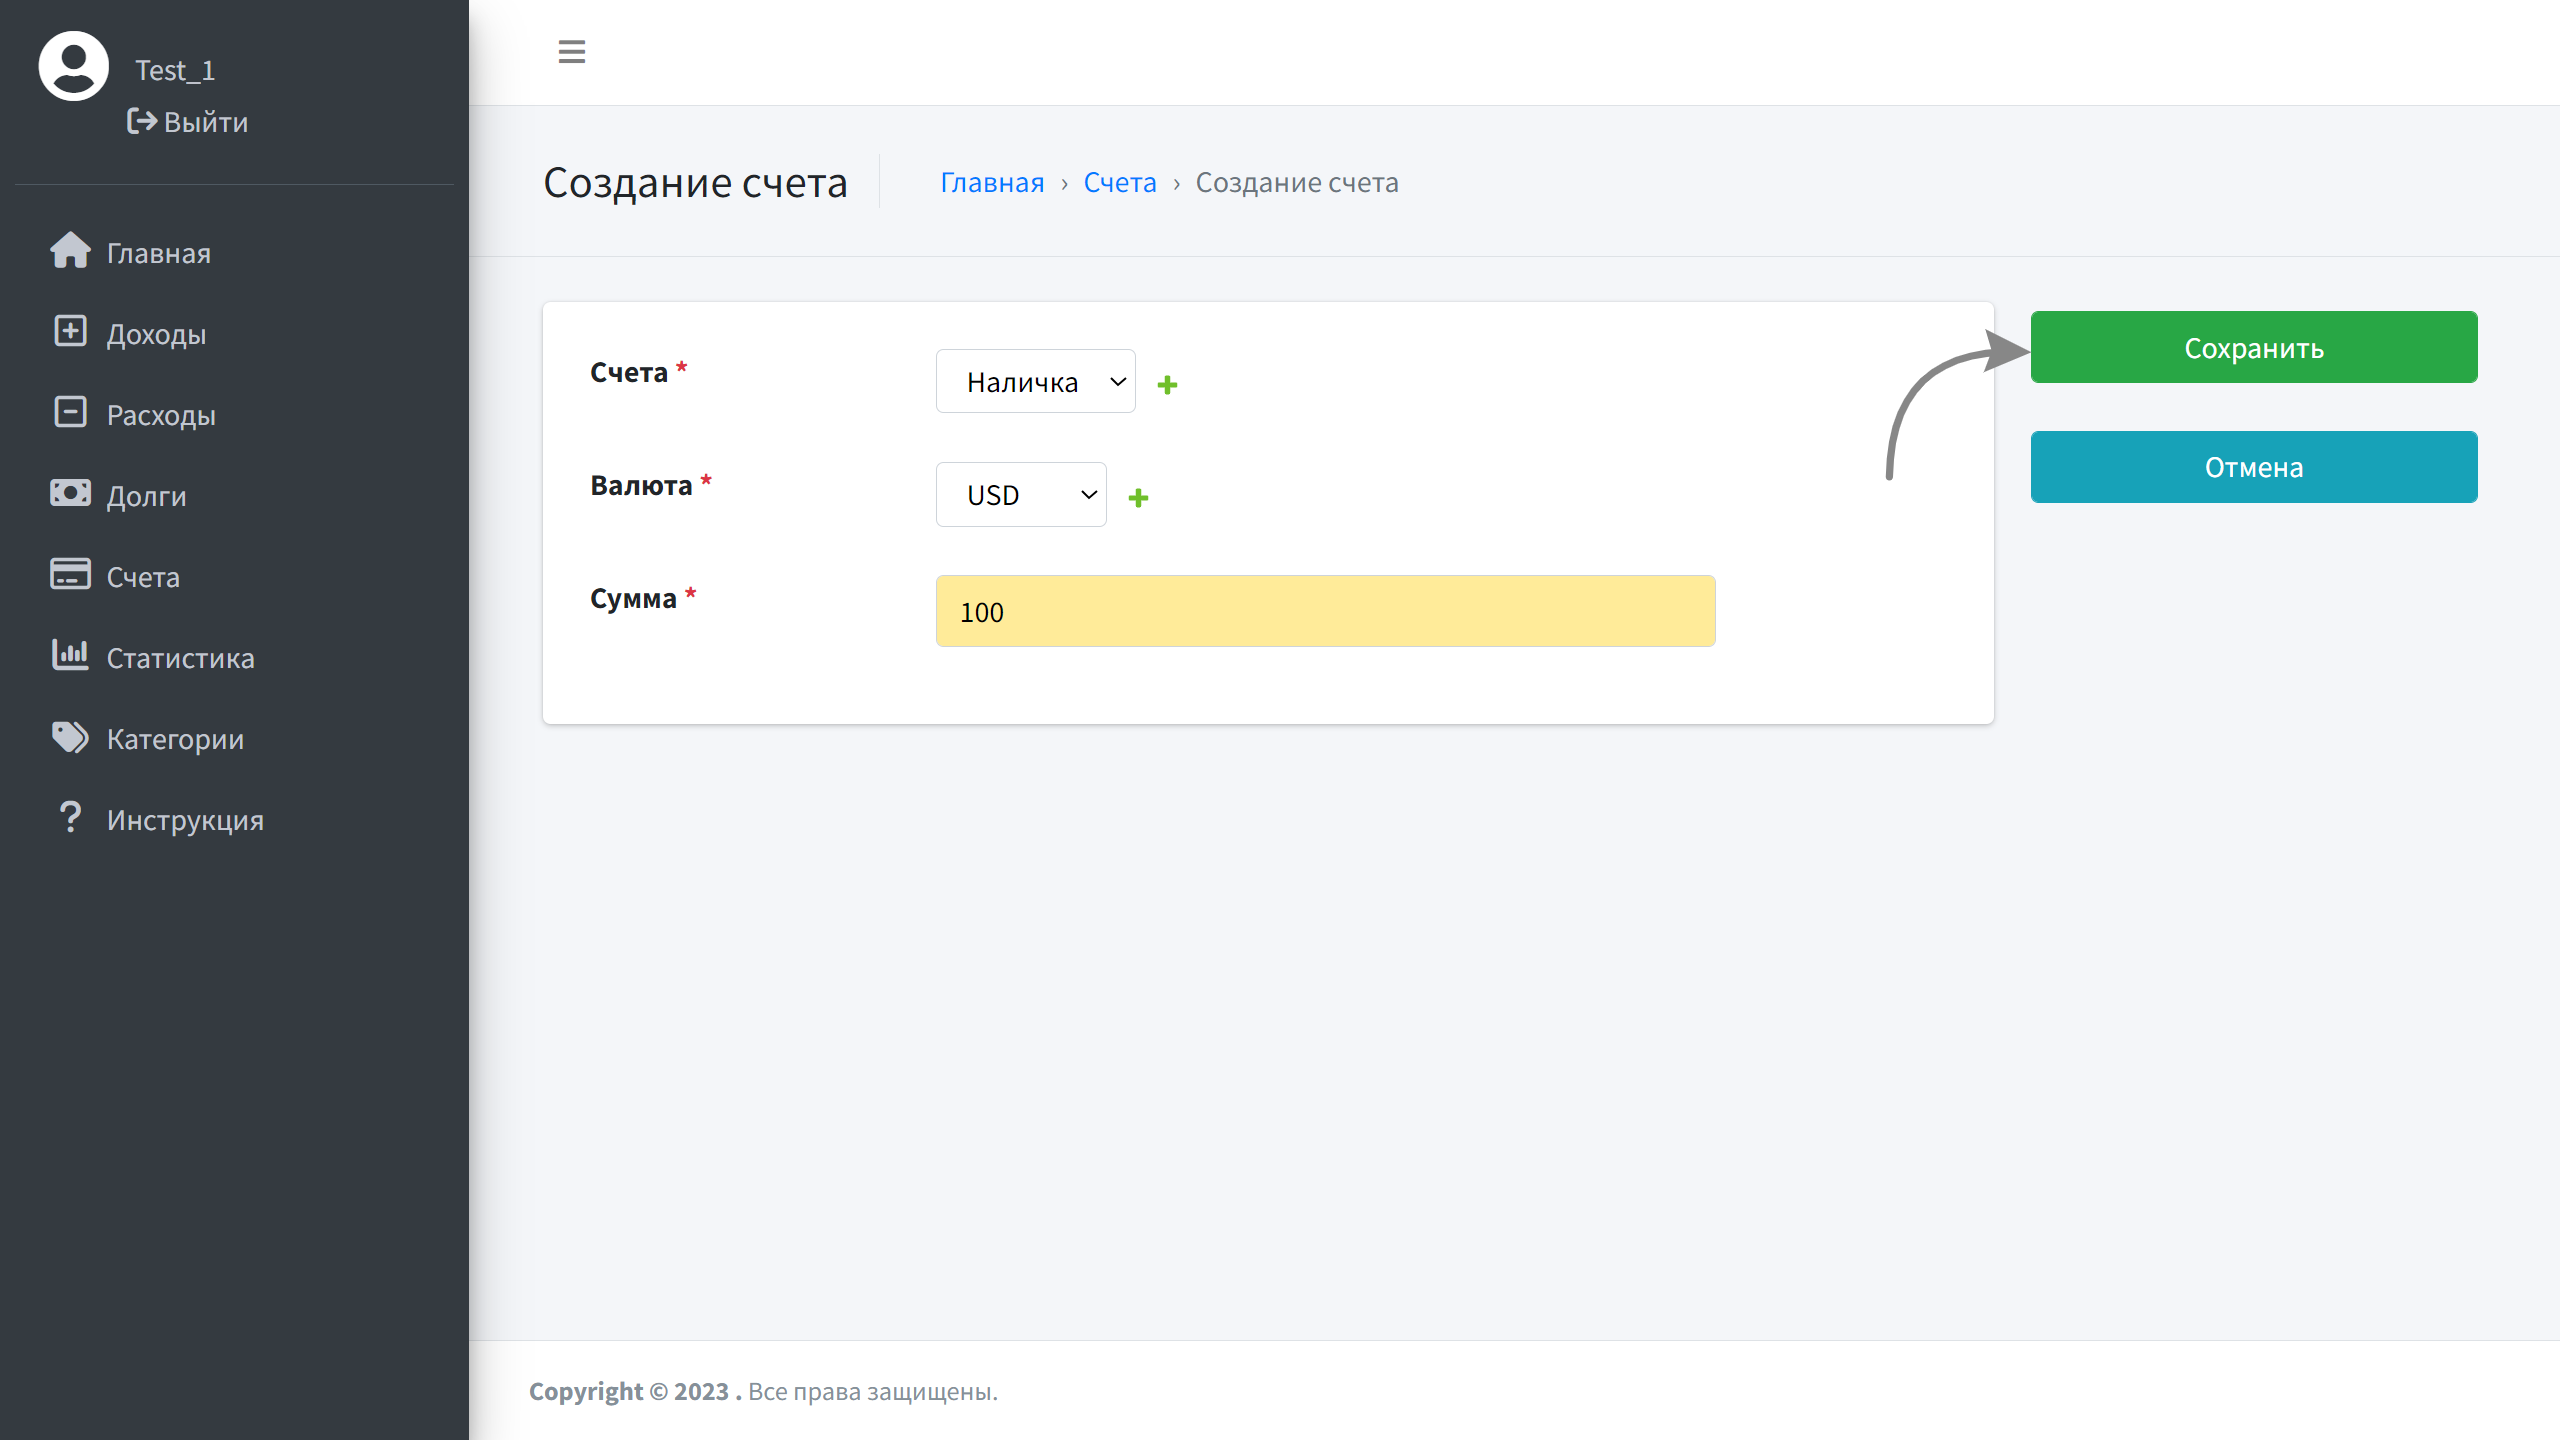 Test_1
Выйти
Главная
Доходы
Расходы
Долги
Счета
Статистика
Категории
Инструкция
Создание счета
Главная › Счета › Создание счета
Счета * Наличка
Валюта * USD
Сумма * 100
Сохранить
Отмена
Copyright © 2023 . Все права защищены.